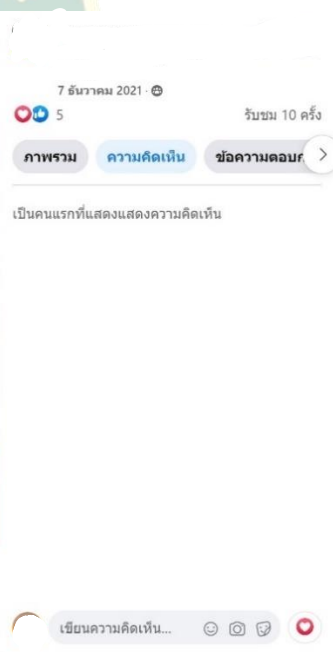 7 ธันวาคม 2021 ·
5 รับชม 10 ครั้ง
ภาพรวม ความคิดเห็น ข้อความตอบก
เป็นคนแรกที่แสดงแสดงความคิดเห็น
เขียนความคิดเห็น...